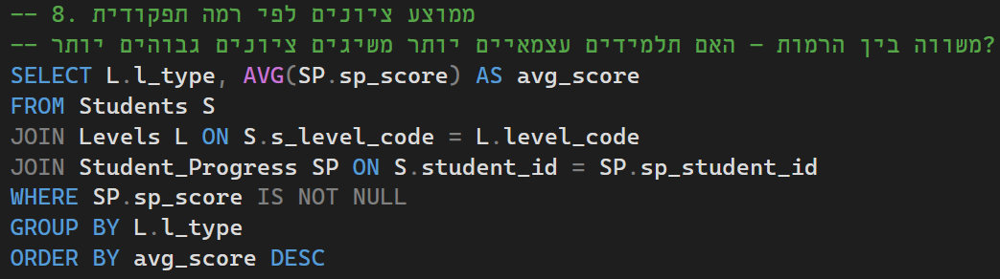 -- 8. ממוצע ציונים לפי רמה תפקודית
-- משווה בין הרמות – האם תלמידים עצמאיים יותר משיגים ציונים גבוהים יותר?
SELECT L.l_type, AVG(SP.sp_score) AS avg_score
FROM Students S
JOIN Levels L ON S.s_level_code = L.level_code
JOIN Student_Progress SP ON S.student_id = SP.sp_student_id
WHERE SP.sp_score IS NOT NULL
GROUP BY L.l_type
ORDER BY avg_score DESC